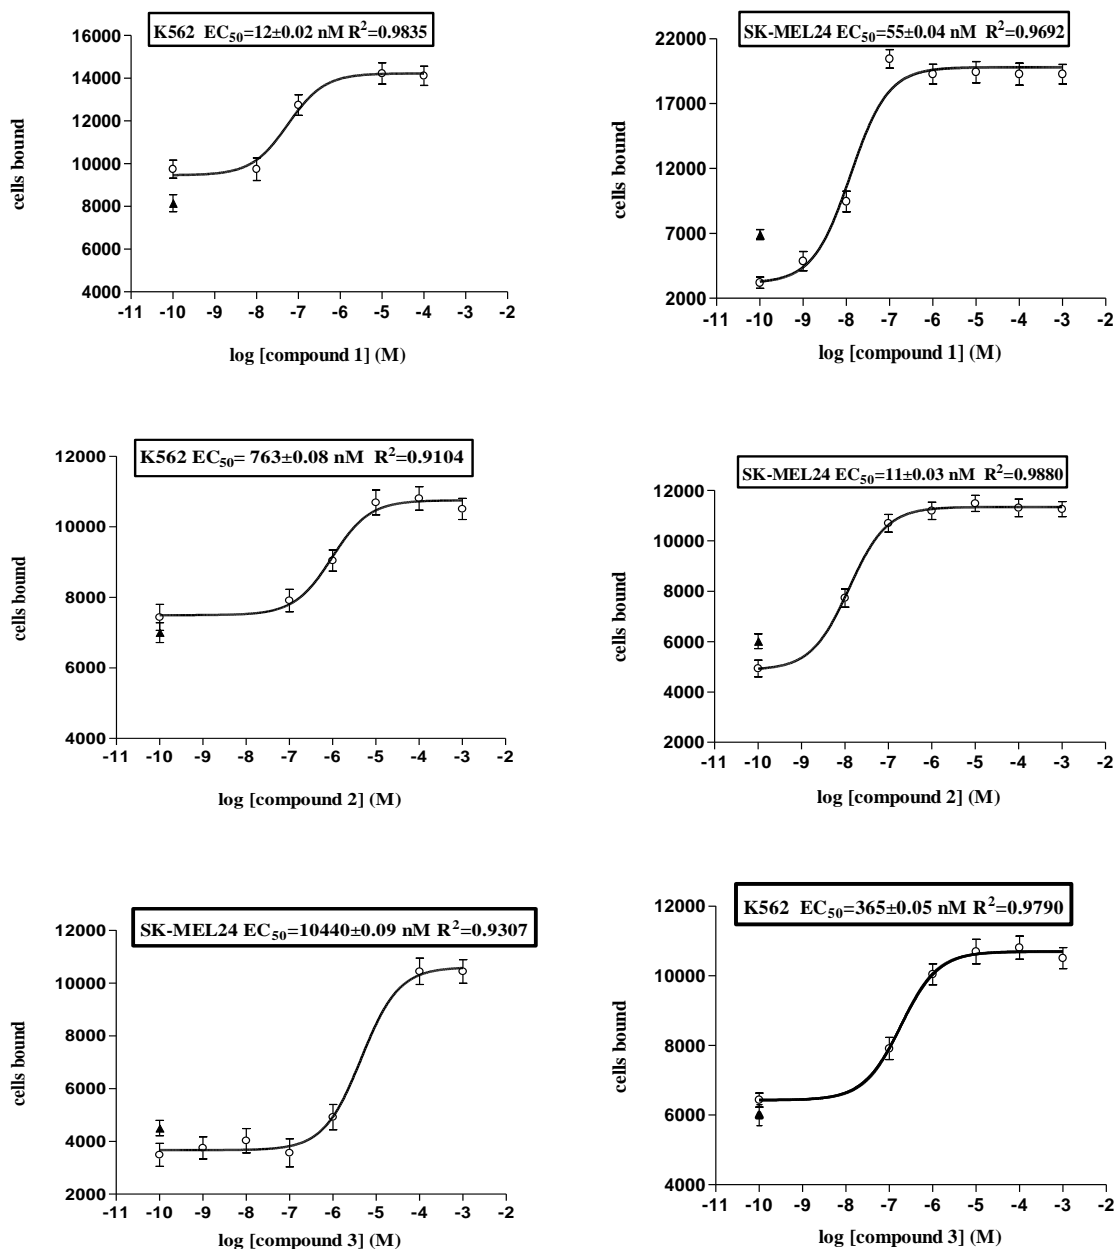 K562 EC50=12±0.02 nM R2=0.9835
16000
14000
12000
10000
8000
6000
4000
cells bound
-11 -10 -9 -8 -7 -6 -5 -4 -3 -2
log [compound 1] (M)
SK-MEL24 EC50=55±0.04 nM R2=0.9692
22000
17000
12000
7000
2000
cells bound
-11 -10 -9 -8 -7 -6 -5 -4 -3 -2
log [compound 1] (M)
K562 EC50= 763±0.08 nM R2=0.9104
12000
10000
8000
6000
4000
cells bound
-11 -10 -9 -8 -7 -6 -5 -4 -3 -2
log [compound 2] (M)
SK-MEL24 EC50=11±0.03 nM R2=0.9880
12000
10000
8000
6000
4000
2000
cells bound
-11 -10 -9 -8 -7 -6 -5 -4 -3 -2
log [compound 2] (M)
SK-MEL24 EC50=10440±0.09 nM R2=0.9307
12000
10000
8000
6000
4000
2000
cells bound
-11 -10 -9 -8 -7 -6 -5 -4 -3 -2
log [compound 3] (M)
K562 EC50=365±0.05 nM R2=0.9790
12000
10000
8000
6000
4000
cells bound
-11 -10 -9 -8 -7 -6 -5 -4 -3 -2
log [compound 3] (M)